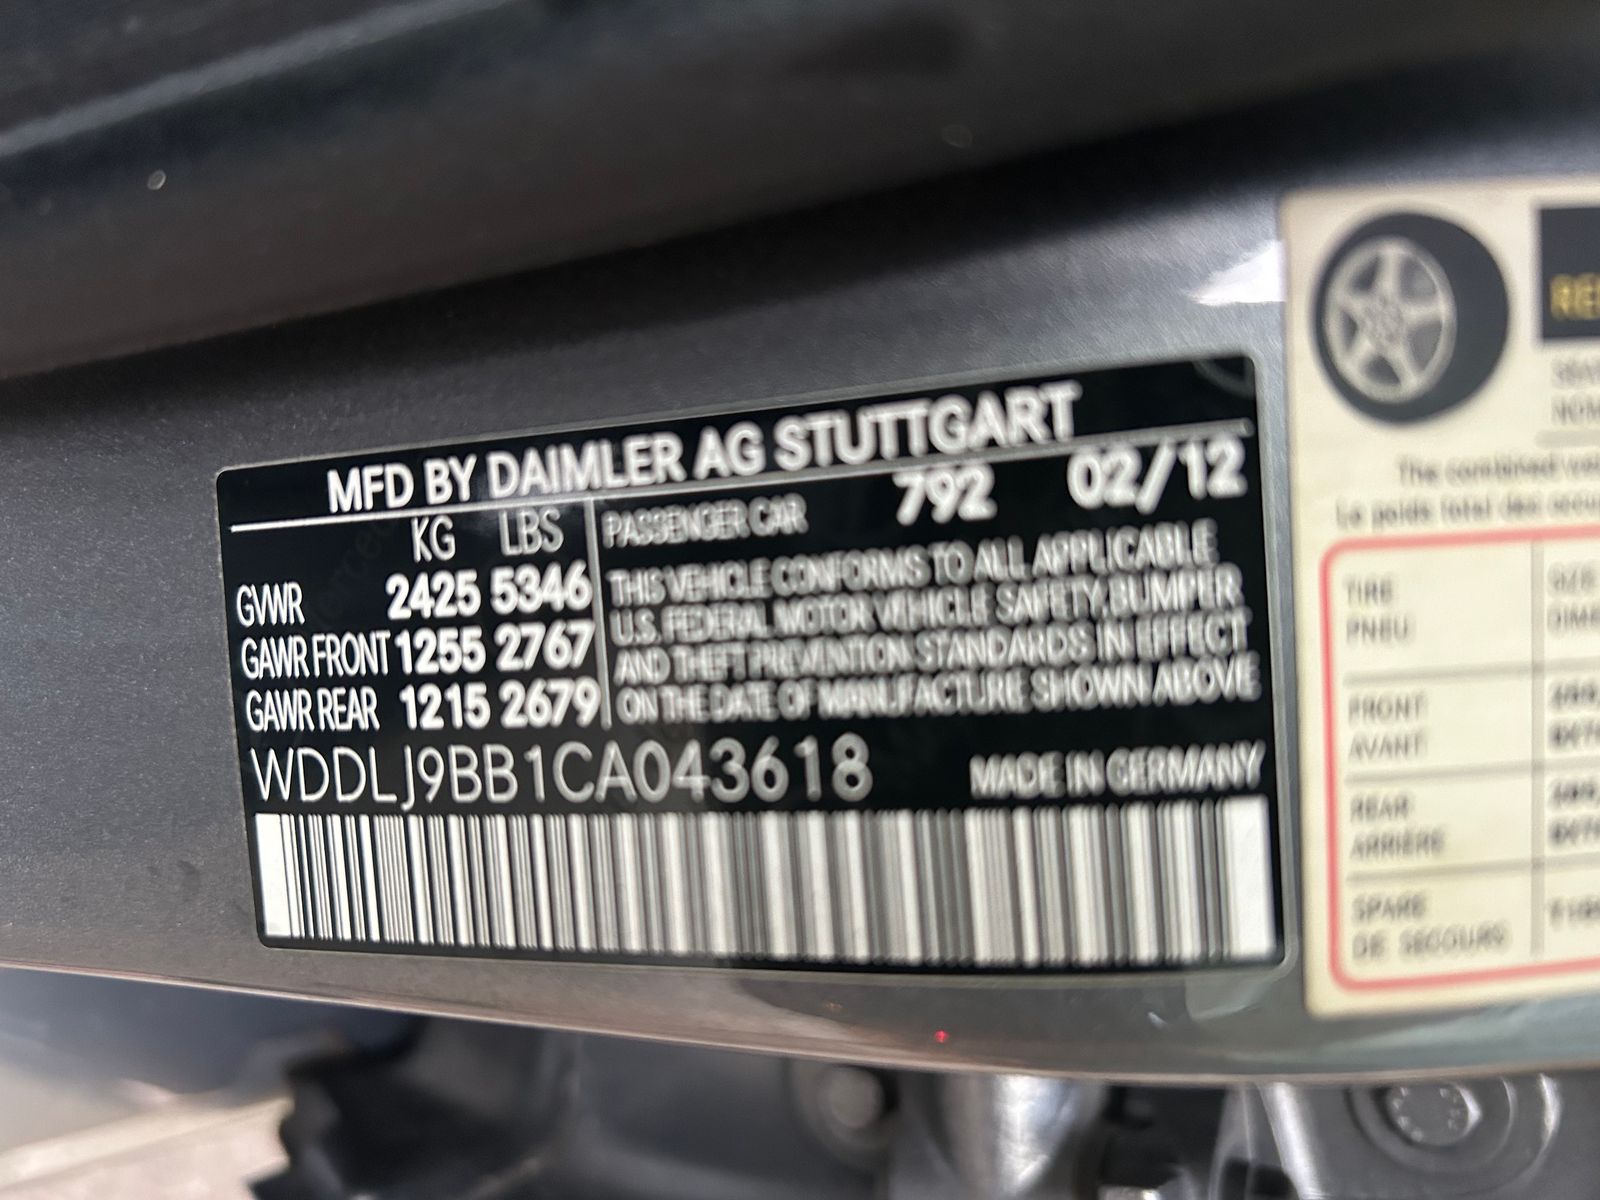 MFD BY DAIMLER AG STUTTGART
KG LBS
GVWR 2425 5346
GAWR FRONT 1255 2767
GAWR REAR 1215 2679
PASSENGER CAR 792 02/12
THIS VEHICLE CONFORMS TO ALL APPLICABLE
U.S. FEDERAL MOTOR VEHICLE SAFETY, BUMPER
AND THEFT PREVENTION STANDARDS IN EFFECT
ON THE DATE OF MANUFACTURE SHOWN ABOVE
WDDLJ9BB1CA043618 MADE IN GERMANY
The combined
Le poids total des
TIRE
PNEU
FRONT
AVANT
REAR
ARRIÈRE
SPARE
DE SECOURS